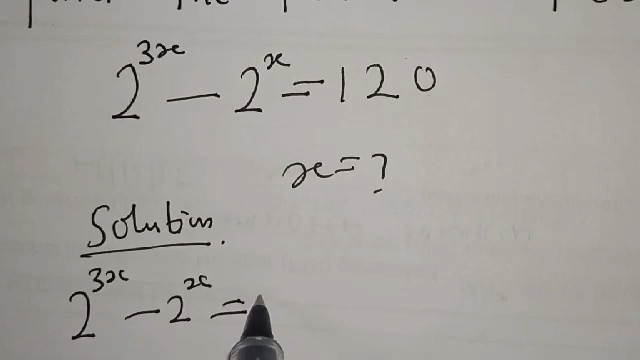 2^{3x} - 2^x = 120
x = ?
Solution.
2^{3x} - 2^x =